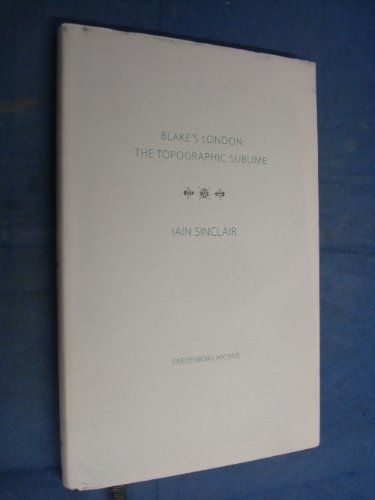 BLAKE'S LONDON:
THE TOPOGRAPHIC SUBLIME
IAIN SINCLAIR
SWEDENBORG ARCHIVE